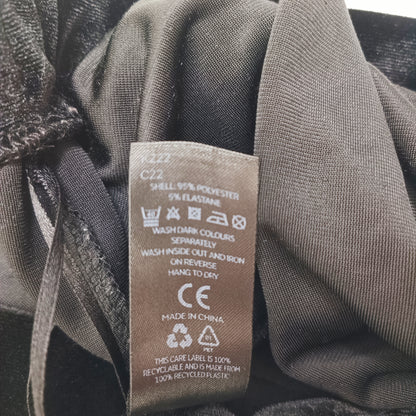 C22
SHELL: 95% POLYESTER
5% ELASTANE
WASH DARK COLOURS
SEPARATELY
WASH INSIDE OUT AND IRON
ON REVERSE
HANG TO DRY
CE
MADE IN CHINA
01
PET
THIS CARE LABEL IS 100%
RECYCLABLE AND IS MADE FROM
100% RECYCLED PLASTIC